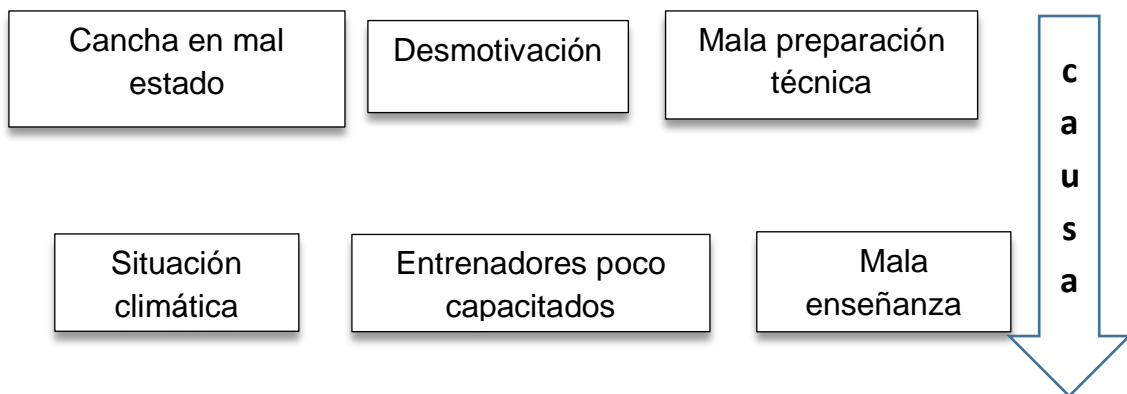 Cancha en mal
estado
Desmotivación
Mala preparación
técnica
Situación
climática
Entrenadores poco
capacitados
Mala
enseñanza
c
a
u
s
a